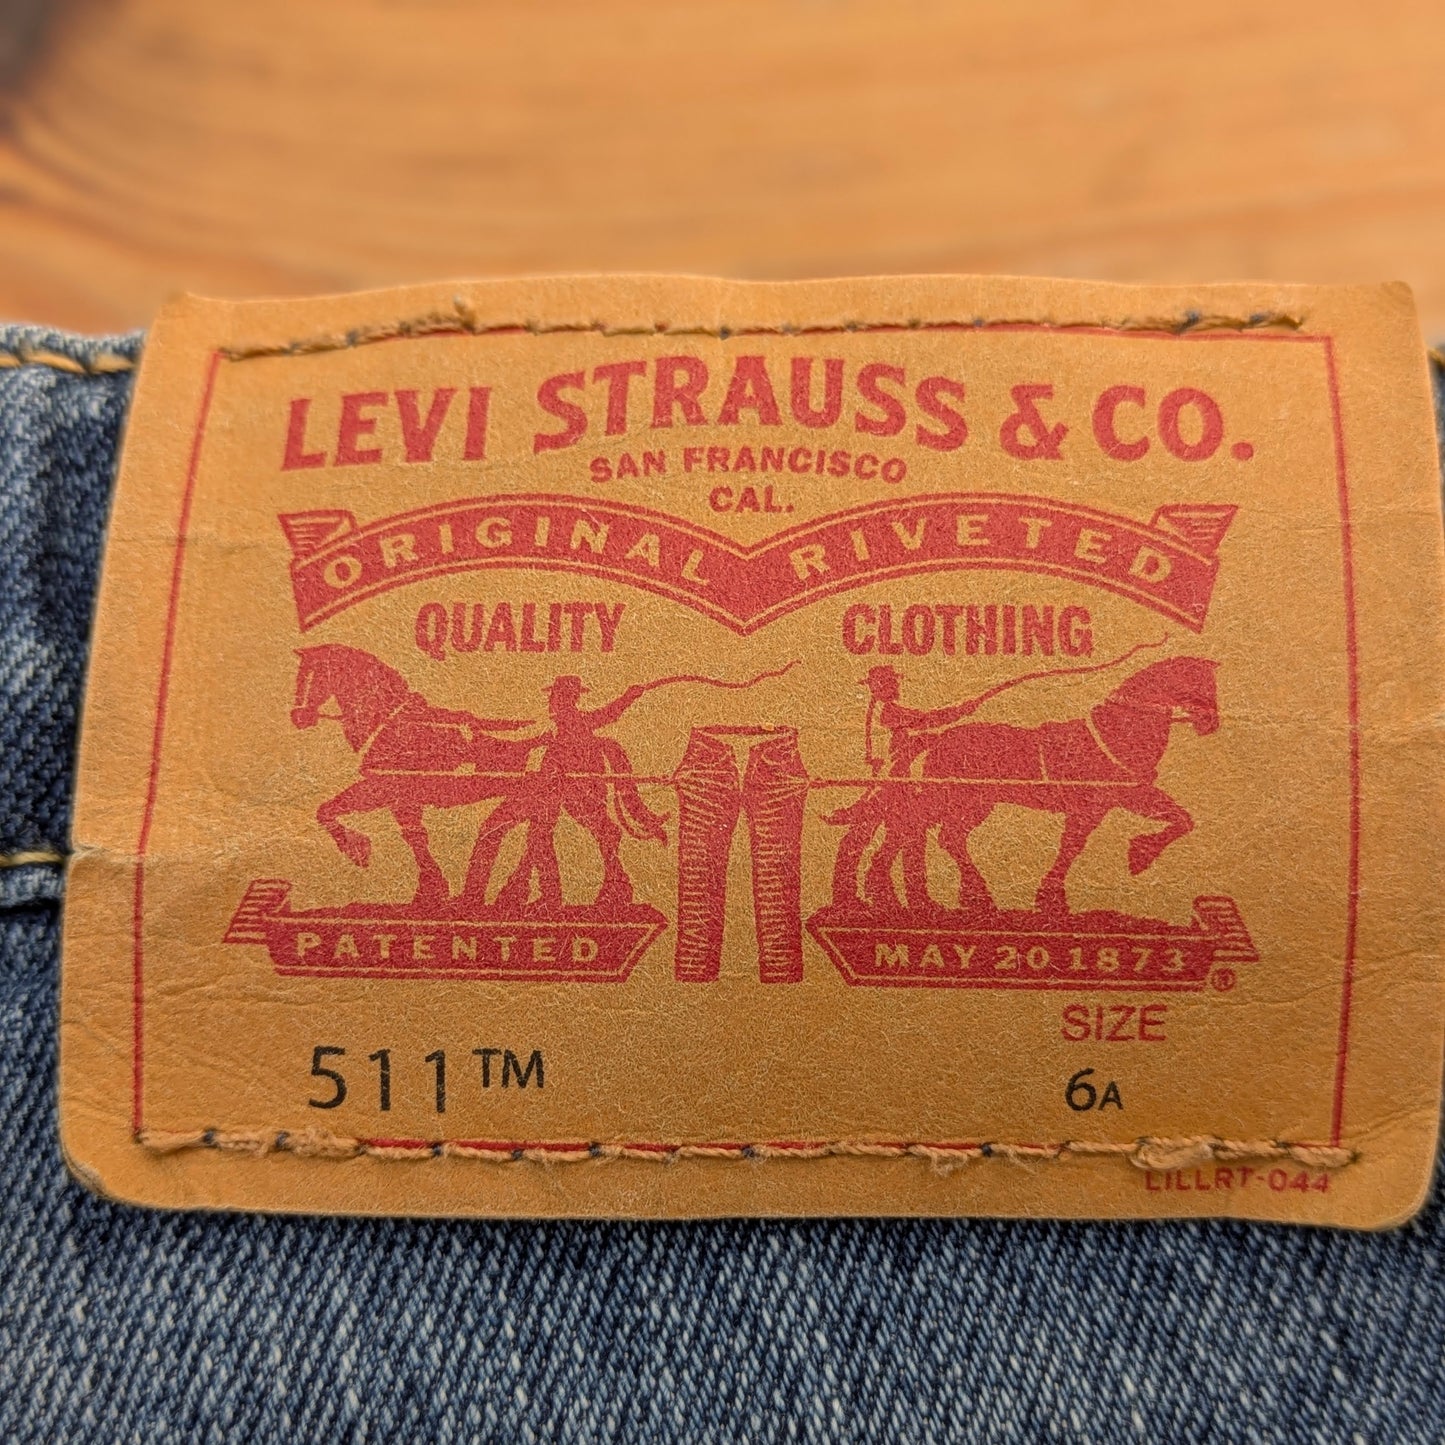 LEVI STRAUSS & CO.
SAN FRANCISCO
CAL.
ORIGINAL RIVETED
QUALITY CLOTHING
PATENTED MAY 20 1873 ®
SIZE
511™ 6A
LILLRT-044